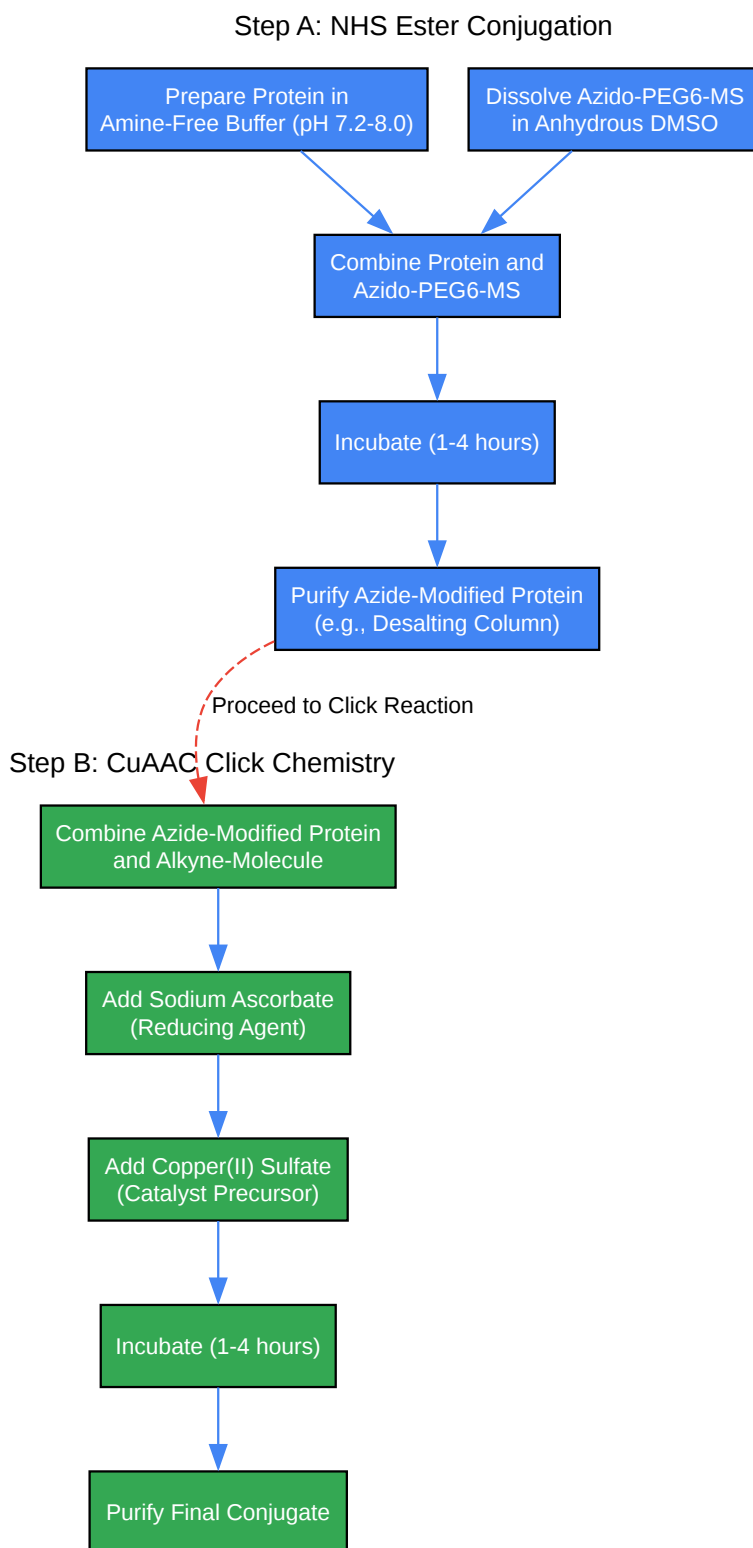 Step A: NHS Ester Conjugation
Prepare Protein in
Amine-Free Buffer (pH 7.2-8.0)
Dissolve Azido-PEG6-MS
in Anhydrous DMSO
Combine Protein and
Azido-PEG6-MS
Incubate (1-4 hours)
Purify Azide-Modified Protein
(e.g., Desalting Column)
Proceed to Click Reaction
Step B: CuAAC Click Chemistry
Combine Azide-Modified Protein
and Alkyne-Molecule
Add Sodium Ascorbate
(Reducing Agent)
Add Copper(II) Sulfate
(Catalyst Precursor)
Incubate (1-4 hours)
Purify Final Conjugate